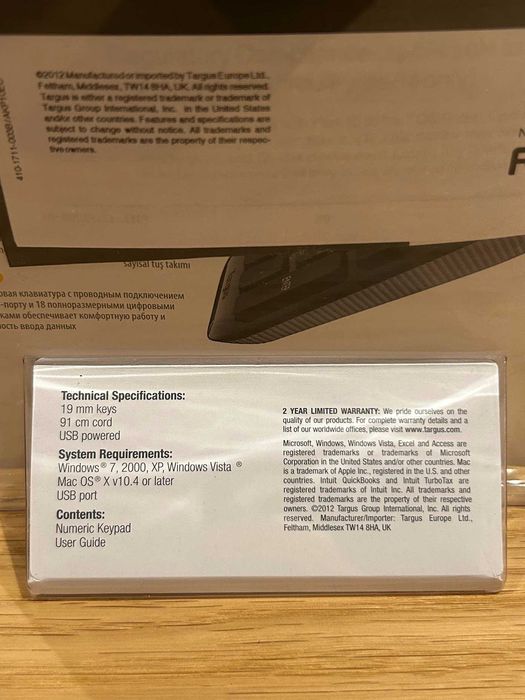 ©2012 Manufactured or imported by Targus Europe Ltd.,
Feltham, Middlesex, TW14 8HA, UK. All rights reserved.
Targus is either a registered trademark or trademark of
Targus Group International, Inc. in the United States
and/or other countries. Features and specifications are
subject to change without notice. All trademarks and
registered trademarks are the property of their respec-
tive owners.
sayısal tuş takımı
овая клавиатура с проводным подключением
-порту и 18 полноразмерными цифровыми
ками обеспечивает комфортную работу и
ность ввода данных
Technical Specifications:
19 mm keys
91 cm cord
USB powered
System Requirements:
Windows® 7, 2000, XP, Windows Vista ®
Mac OS® X v10.4 or later
USB port
Contents:
Numeric Keypad
User Guide
2 YEAR LIMITED WARRANTY: We pride ourselves on the
quality of our products. For complete warranty details and a
list of our worldwide offices, please visit www.targus.com.
Microsoft, Windows, Windows Vista, Excel and Access are
registered trademarks or trademarks of Microsoft
Corporation in the United States and/or other countries. Mac
is a trademark of Apple Inc., registered in the U.S. and other
countries. Intuit QuickBooks and Intuit TurboTax are
registered trademarks of Intuit Inc. All trademarks and
registered trademarks are the property of their respective
owners. ©2012 Targus Group International, Inc. All rights
reserved. Manufacturer/Importer: Targus Europe Ltd.,
Feltham, Middlesex TW14 8HA, UK